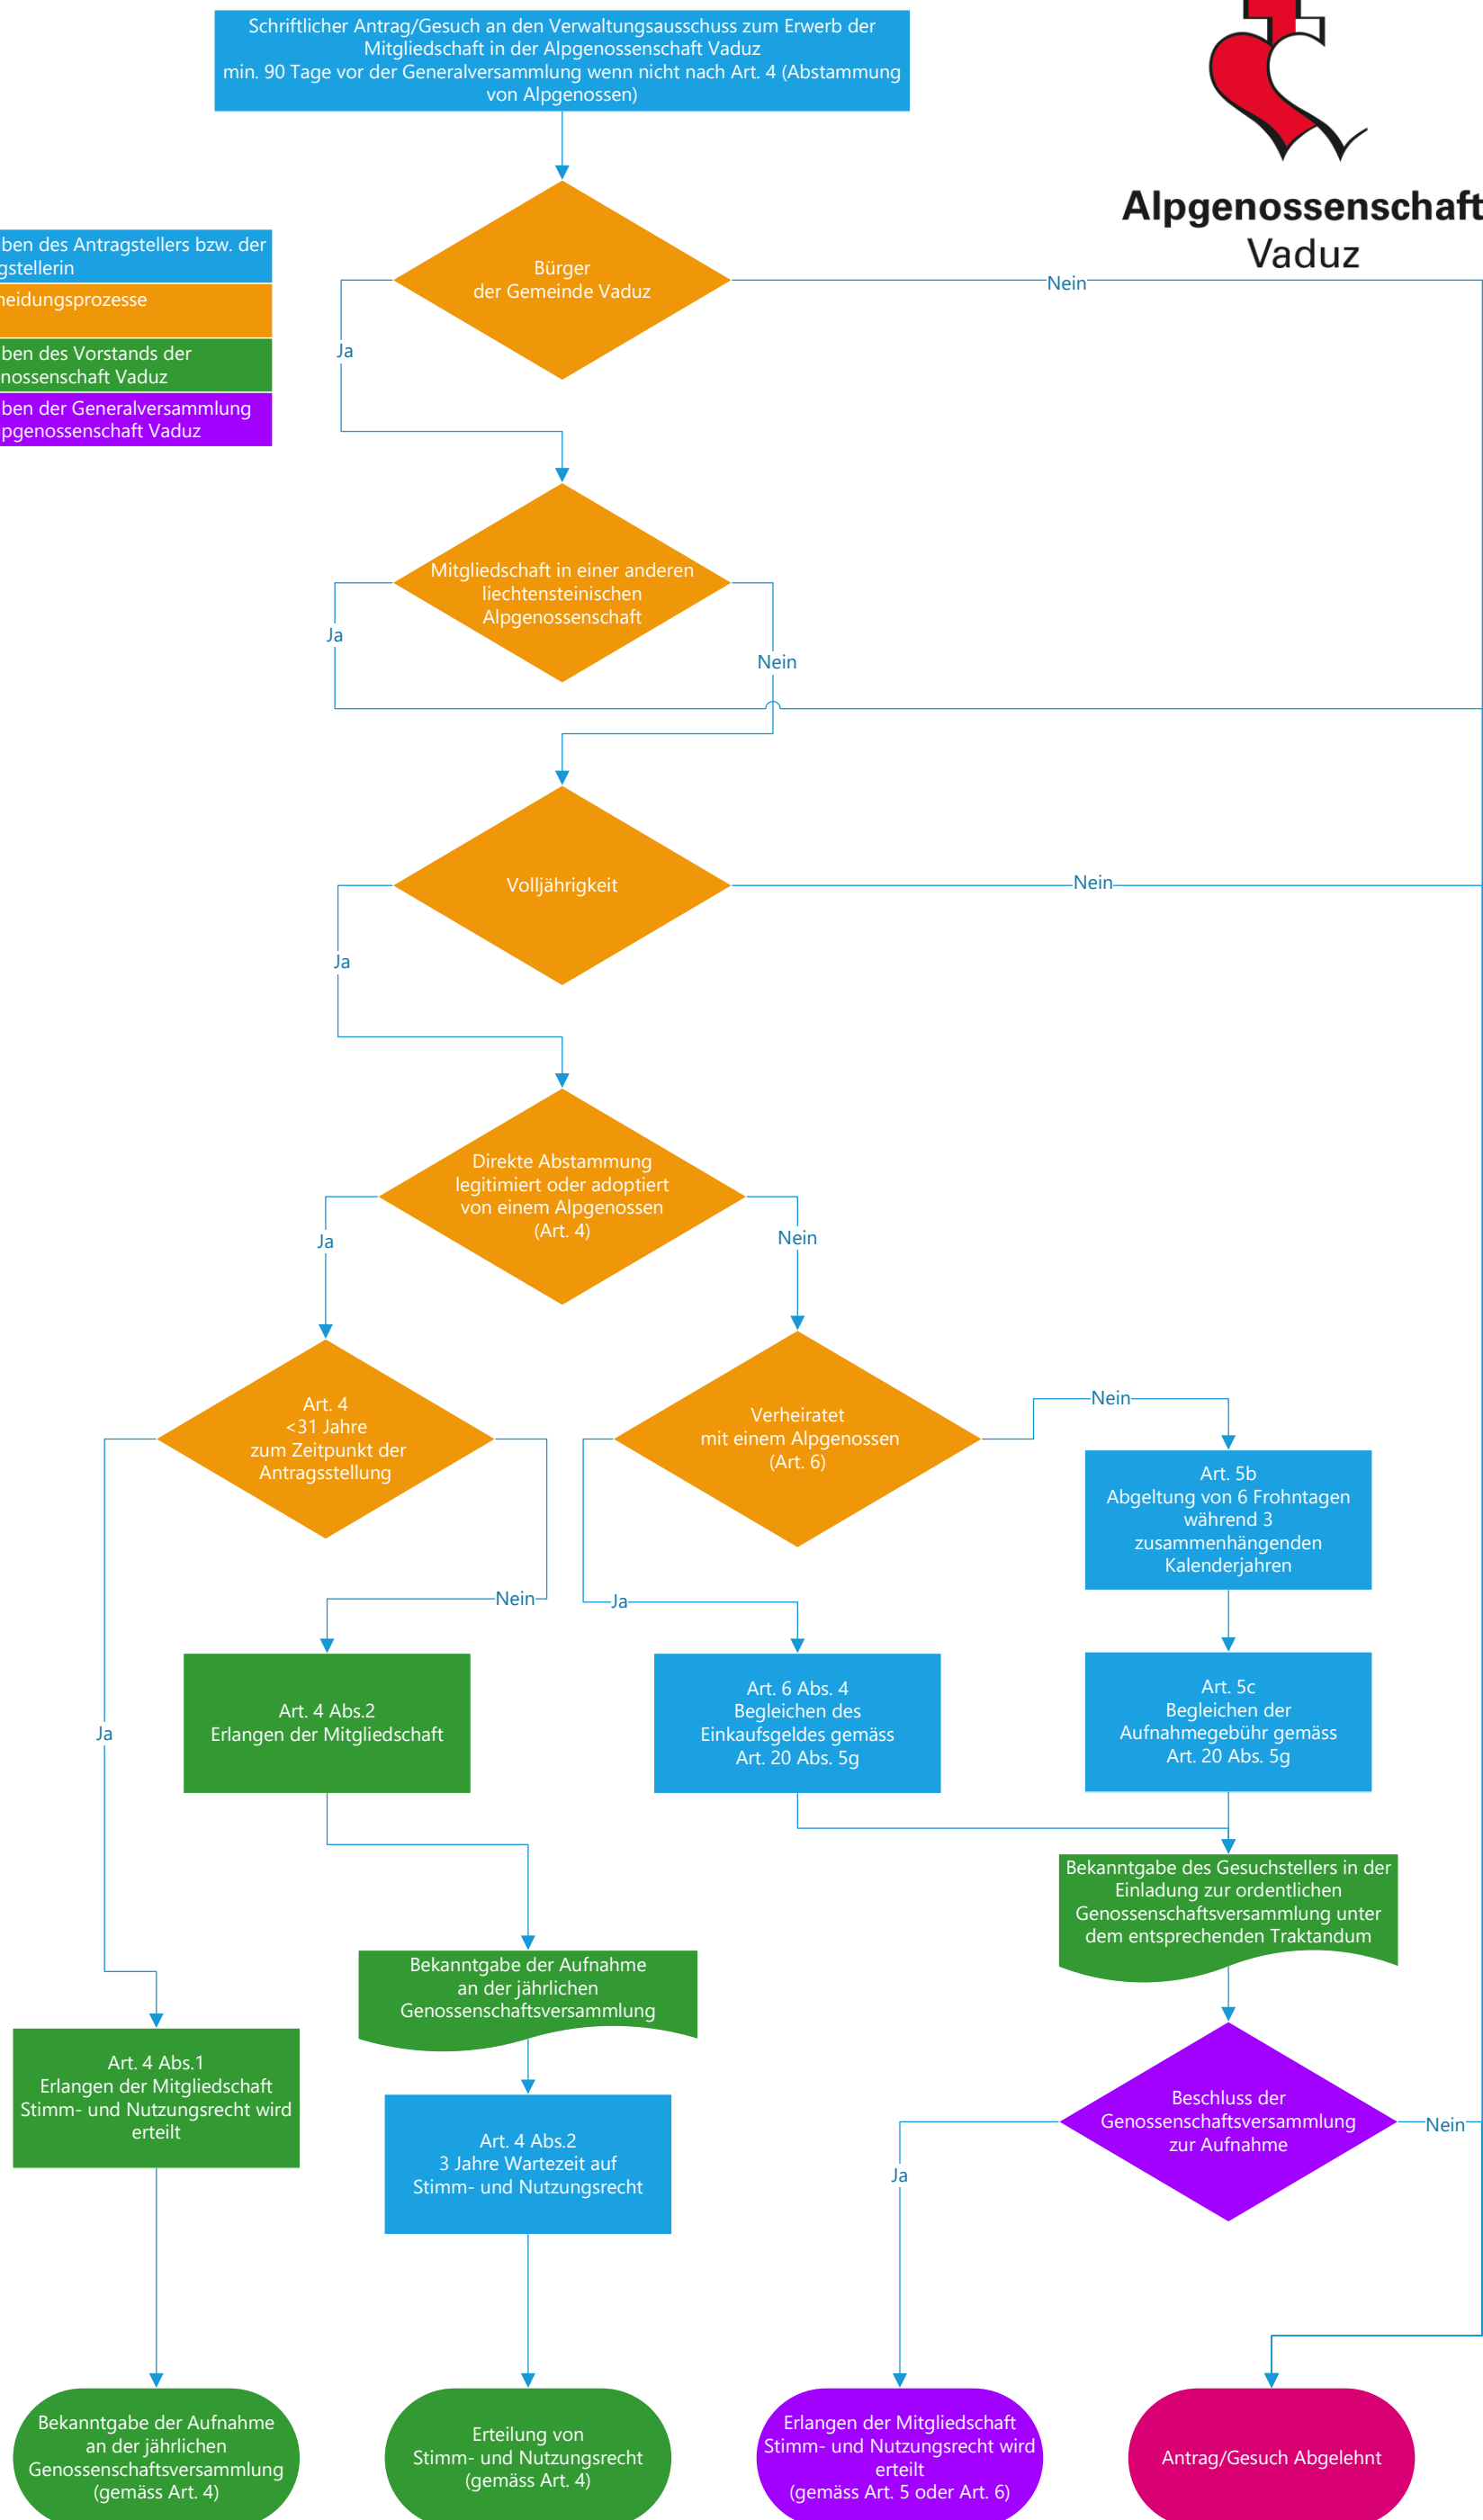 Schriftlicher Antrag/Gesuch an den Verwaltungsausschuss zum Erwerb der
Mitgliedschaft in der Alpgenossenschaft Vaduz
min. 90 Tage vor der Generalversammlung wenn nicht nach Art. 4 (Abstammung
von Alpgenossen)
Alpgenossenschaft
Vaduz
des Antragstellers bzw. der
des Vorstands der
Vaduz
der Generalversammlung
Vaduz
Bürger
der Gemeinde Vaduz
Nein
Ja
Mitgliedschaft in einer anderen
liechtensteinischen
Alpgenossenschaft
Ja
Nein
Volljährigkeit
Nein
Ja
Direkte Abstammung
legitimiert oder adoptiert
von einem Alpgenossen
(Art. 4)
Ja
Nein
Art. 4
<31 Jahre
zum Zeitpunkt der
Antragsstellung
Verheiratet
mit einem Alpgenossen
(Art. 6)
Nein
Art. 5b
Abgeltung von 6 Frohntagen
während 3
zusammenhängenden
Kalenderjahren
Nein
Ja
Art. 4 Abs.2
Erlangen der Mitgliedschaft
Art. 6 Abs. 4
Begleichen des
Einkaufsgeldes gemäss
Art. 20 Abs. 5g
Art. 5c
Begleichen der
Aufnahmegebühr gemäss
Art. 20 Abs. 5g
Ja
Bekanntgabe des Gesuchstellers in der
Einladung zur ordentlichen
Genossenschaftsversammlung unter
dem entsprechenden Traktandum
Bekanntgabe der Aufnahme
an der jährlichen
Genossenschaftsversammlung
Art. 4 Abs.1
Erlangen der Mitgliedschaft
Stimm- und Nutzungsrecht wird
erteilt
Art. 4 Abs.2
3 Jahre Wartezeit auf
Stimm- und Nutzungsrecht
Beschluss der
Genossenschaftsversammlung
zur Aufnahme
Nein
Ja
Bekanntgabe der Aufnahme
an der jährlichen
Genossenschaftsversammlung
(gemäss Art. 4)
Erteilung von
Stimm- und Nutzungsrecht
(gemäss Art. 4)
Erlangen der Mitgliedschaft
Stimm- und Nutzungsrecht wird
erteilt
(gemäss Art. 5 oder Art. 6)
Antrag/Gesuch Abgelehnt